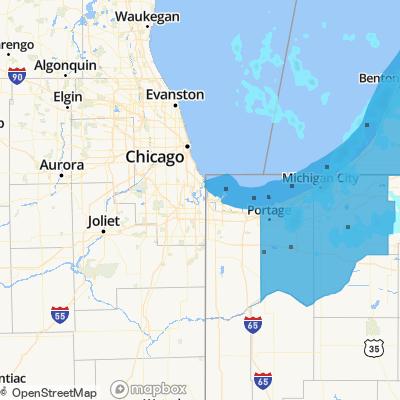 Waukegan
rengo
Algonquin
90
Benton
Elgin
Evanston
Chicago
Aurora
Michigan City
Portage
Joliet
55
65
35
ntiac
65
© OpenStreetMap
mapbox